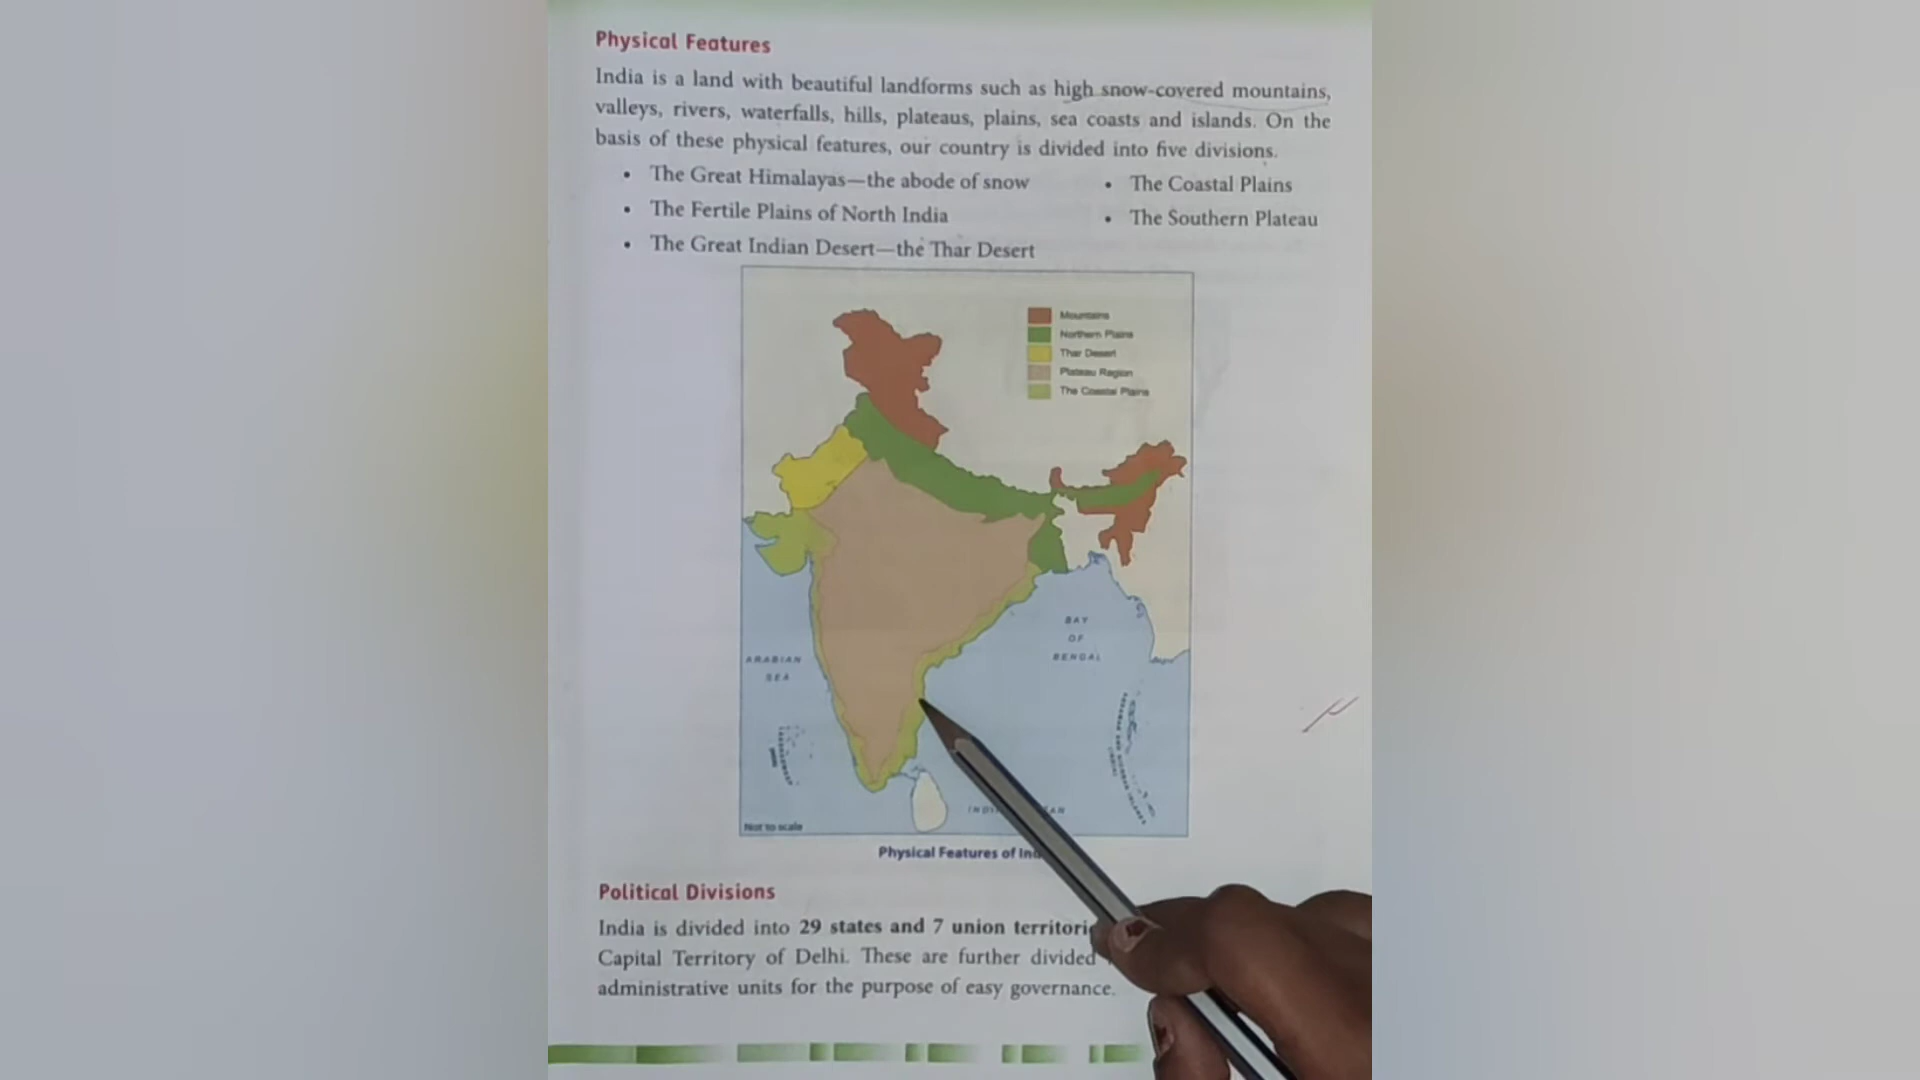 Physical Features
India is a land with beautiful landforms such as high snow-covered mountains,
valleys, rivers, waterfalls, hills, plateaus, plains, sea coasts and islands. On the
basis of these physical features, our country is divided into five divisions.
• The Great Himalayas—the abode of snow
• The Fertile Plains of North India
• The Great Indian Desert—the Thar Desert
• The Coastal Plains
• The Southern Plateau
Mountains
Northern Plains
Thar Desert
Plateau Region
The Coastal Plains
ARABIAN
SEA
BAY
OF
BENGAL
Not to scale
Physical Features of
Political Divisions
India is divided into 29 states and 7 union
Capital Territory of Delhi. These are further divided
administrative units for the purpose of easy governance.